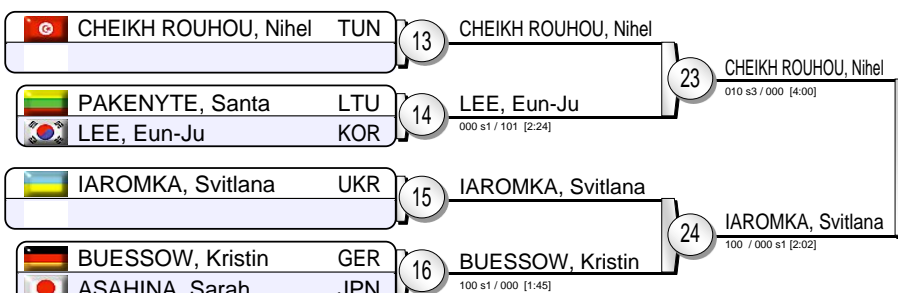 CHEIKH ROUHOU, Nihel TUN
13
CHEIKH ROUHOU, Nihel
23
CHEIKH ROUHOU, Nihel
010 s3 / 000 [4:00]
PAKENYTE, Santa LTU
LEE, Eun-Ju KOR
14
LEE, Eun-Ju
000 s1 / 101 [2:24]
IAROMKA, Svitlana UKR
15
IAROMKA, Svitlana
24
IAROMKA, Svitlana
100 / 000 s1 [2:02]
BUESSOW, Kristin GER
ASAHINA, Sarah JPN
16
BUESSOW, Kristin
100 s1 / 000 [1:45]